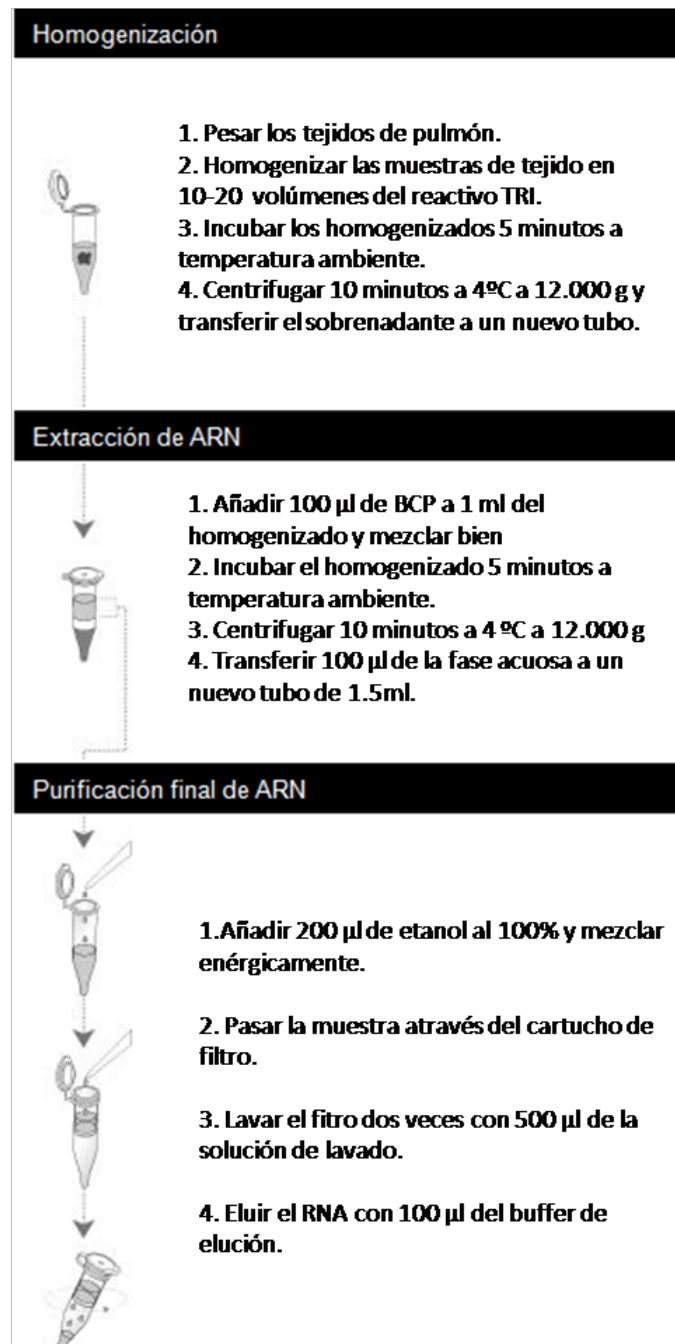 Homogenización
1. Pesar los tejidos de pulmón.
2. Homogenizar las muestras de tejido en
10-20 volúmenes del reactivo TRI.
3. Incubar los homogenizados 5 minutos a
temperatura ambiente.
4. Centrifugar 10 minutos a 4ºC a 12.000 g y
transferir el sobrenadante a un nuevo tubo.
Extracción de ARN
1. Añadir 100 µl de BCP a 1 ml del
homogenizado y mezclar bien
2. Incubar el homogenizado 5 minutos a
temperatura ambiente.
3. Centrifugar 10 minutos a 4 ºC a 12.000 g
4. Transferir 100 µl de la fase acuosa a un
nuevo tubo de 1.5ml.
Purificación final de ARN
1.Añadir 200 µl de etanol al 100% y mezclar
enérgicamente.
2. Pasar la muestra através del cartucho de
filtro.
3. Lavar el fitro dos veces con 500 µl de la
solución de lavado.
4. Eluir el RNA con 100 µl del buffer de
elución.